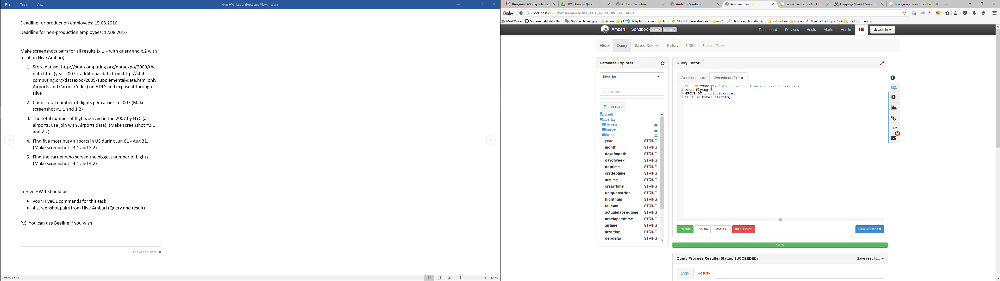 File Tools View Hive_HW_1.docx (Protected View) - Word
Deadline for production employees: 15.08.2016
Deadline for non-production employees: 12.08.2016
Make screenshots pairs for all results (x.1 = with query and x.2 with
result in Hive Ambari)
1. Store dataset http://stat-computing.org/dataexpo/2009/the-
data.html (year 2007 + additional data from http://stat-
computing.org/dataexpo/2009/supplemental-data.html only
Airports and Carrier Codes) on HDFS and expose it through
Hive
2. Count total number of flights per carrier in 2007 (Make
screenshot #1.1 and 1.2)
3. The total number of flights served in Jun 2007 by NYC (all
airports, use join with Airports data). (Make screenshot #2.1
and 2.2)
4. Find five most busy airports in US during Jun 01 - Aug 31.
(Make screenshot #3.1 and 3.2)
5. Find the carrier who served the biggest number of flights
(Make screenshot #4.1 and 4.2)
In Hive HW 1 should be
• your HiveQL commands for this task
• 4 screenshot pairs from Hive Ambari (Query and result)
P.S. You can use Beeline if you wish
End of document
Screen 1 of 1
120%
Входящие (2) - l.g.balagur... HW – Google Диск Ambari - Sandbox Ambari - Sandbox Ambari - Sandbox hive reference guide - По... LanguageManual GroupB... hive group by sort by - По...
Yandex localhost:8080/#/main/views/HIVE/1.0.0/AUTO_HIVE_INSTANCE 22
Most Visited SFGameDataEditor/bin... Google Переводчик epam elk Adaptation - Task linux 18.7.3.1. Generating an... win10 Elasticsearch in docker... virtual box maven Apache Hadoop 2.7.2 – hadoop_training
Ambari Sandbox 0 ops 0 alerts Dashboard Services Hosts Alerts Admin admin
Hive Query Saved Queries History UDFs Upload Table
Database Explorer
hive_hw
Search tables...
Databases
default
hive_hw
airports
carriers
flying
year STRING
month STRING
dayofmonth STRING
dayofweek STRING
deptime STRING
crsdeptime STRING
arrtime STRING
crsarrtime STRING
uniquecarrier STRING
flightnum STRING
tailnum STRING
actualelapsedtime STRING
crselapsedtime STRING
airtime STRING
arrdelay STRING
depdelay STRING
Query Editor
Worksheet * Worksheet (2) *
1 SELECT COUNT(*) total_flights, f.uniquecarrier carrier
2 FROM flying f
3 GROUP BY f.uniquecarrier
4 SORT BY total_flights;
SQL
TEZ
55
Execute Explain Save as... Kill Session New Worksheet
100%
Query Process Results (Status: SUCCEEDED) Save results...
Logs Results